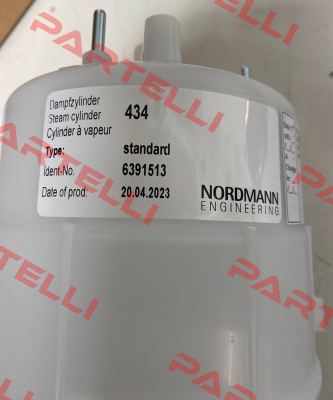 PARTELLI
Dampfzylinder
Steam cylinder 434
Cylinder à vapeur
Type: standard
Ident-No. 6391513
Date of prod: 20.04.2023
NORDMANN
ENGINEERING
PARTELLI
PARTELLI